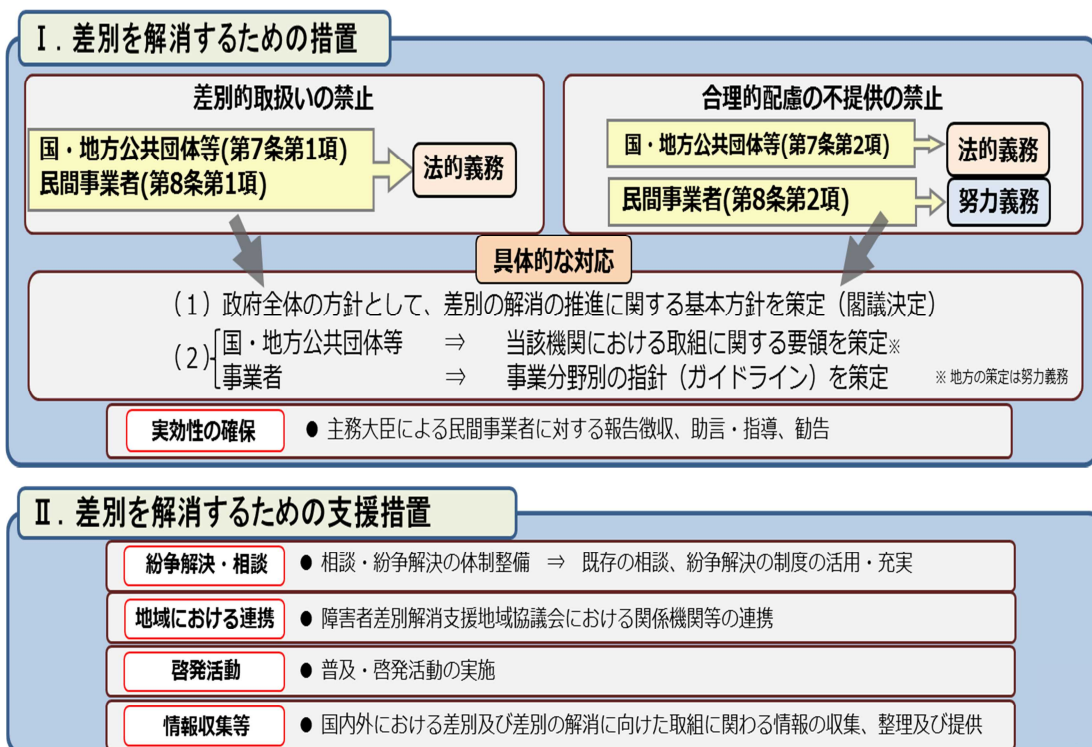 Ⅰ．差別を解消するための措置
差別的取扱いの禁止
国・地方公共団体等(第7条第1項)
民間事業者(第8条第1項)
法的義務
合理的配慮の不提供の禁止
国・地方公共団体等(第7条第2項)
法的義務
民間事業者(第8条第2項)
努力義務
具体的な対応
（1）政府全体の方針として、差別の解消の推進に関する基本方針を策定（閣議決定）
（2）
国・地方公共団体等 ⇒ 当該機関における取組に関する要領を策定※
事業者 ⇒ 事業分野別の指針（ガイドライン）を策定 ※ 地方の策定は努力義務
実効性の確保 ● 主務大臣による民間事業者に対する報告徴収、助言・指導、勧告
Ⅱ．差別を解消するための支援措置
紛争解決・相談 ● 相談・紛争解決の体制整備 ⇒ 既存の相談、紛争解決の制度の活用・充実
地域における連携 ● 障害者差別解消支援地域協議会における関係機関等の連携
啓発活動 ● 普及・啓発活動の実施
情報収集等 ● 国内外における差別及び差別の解消に向けた取組に関わる情報の収集、整理及び提供